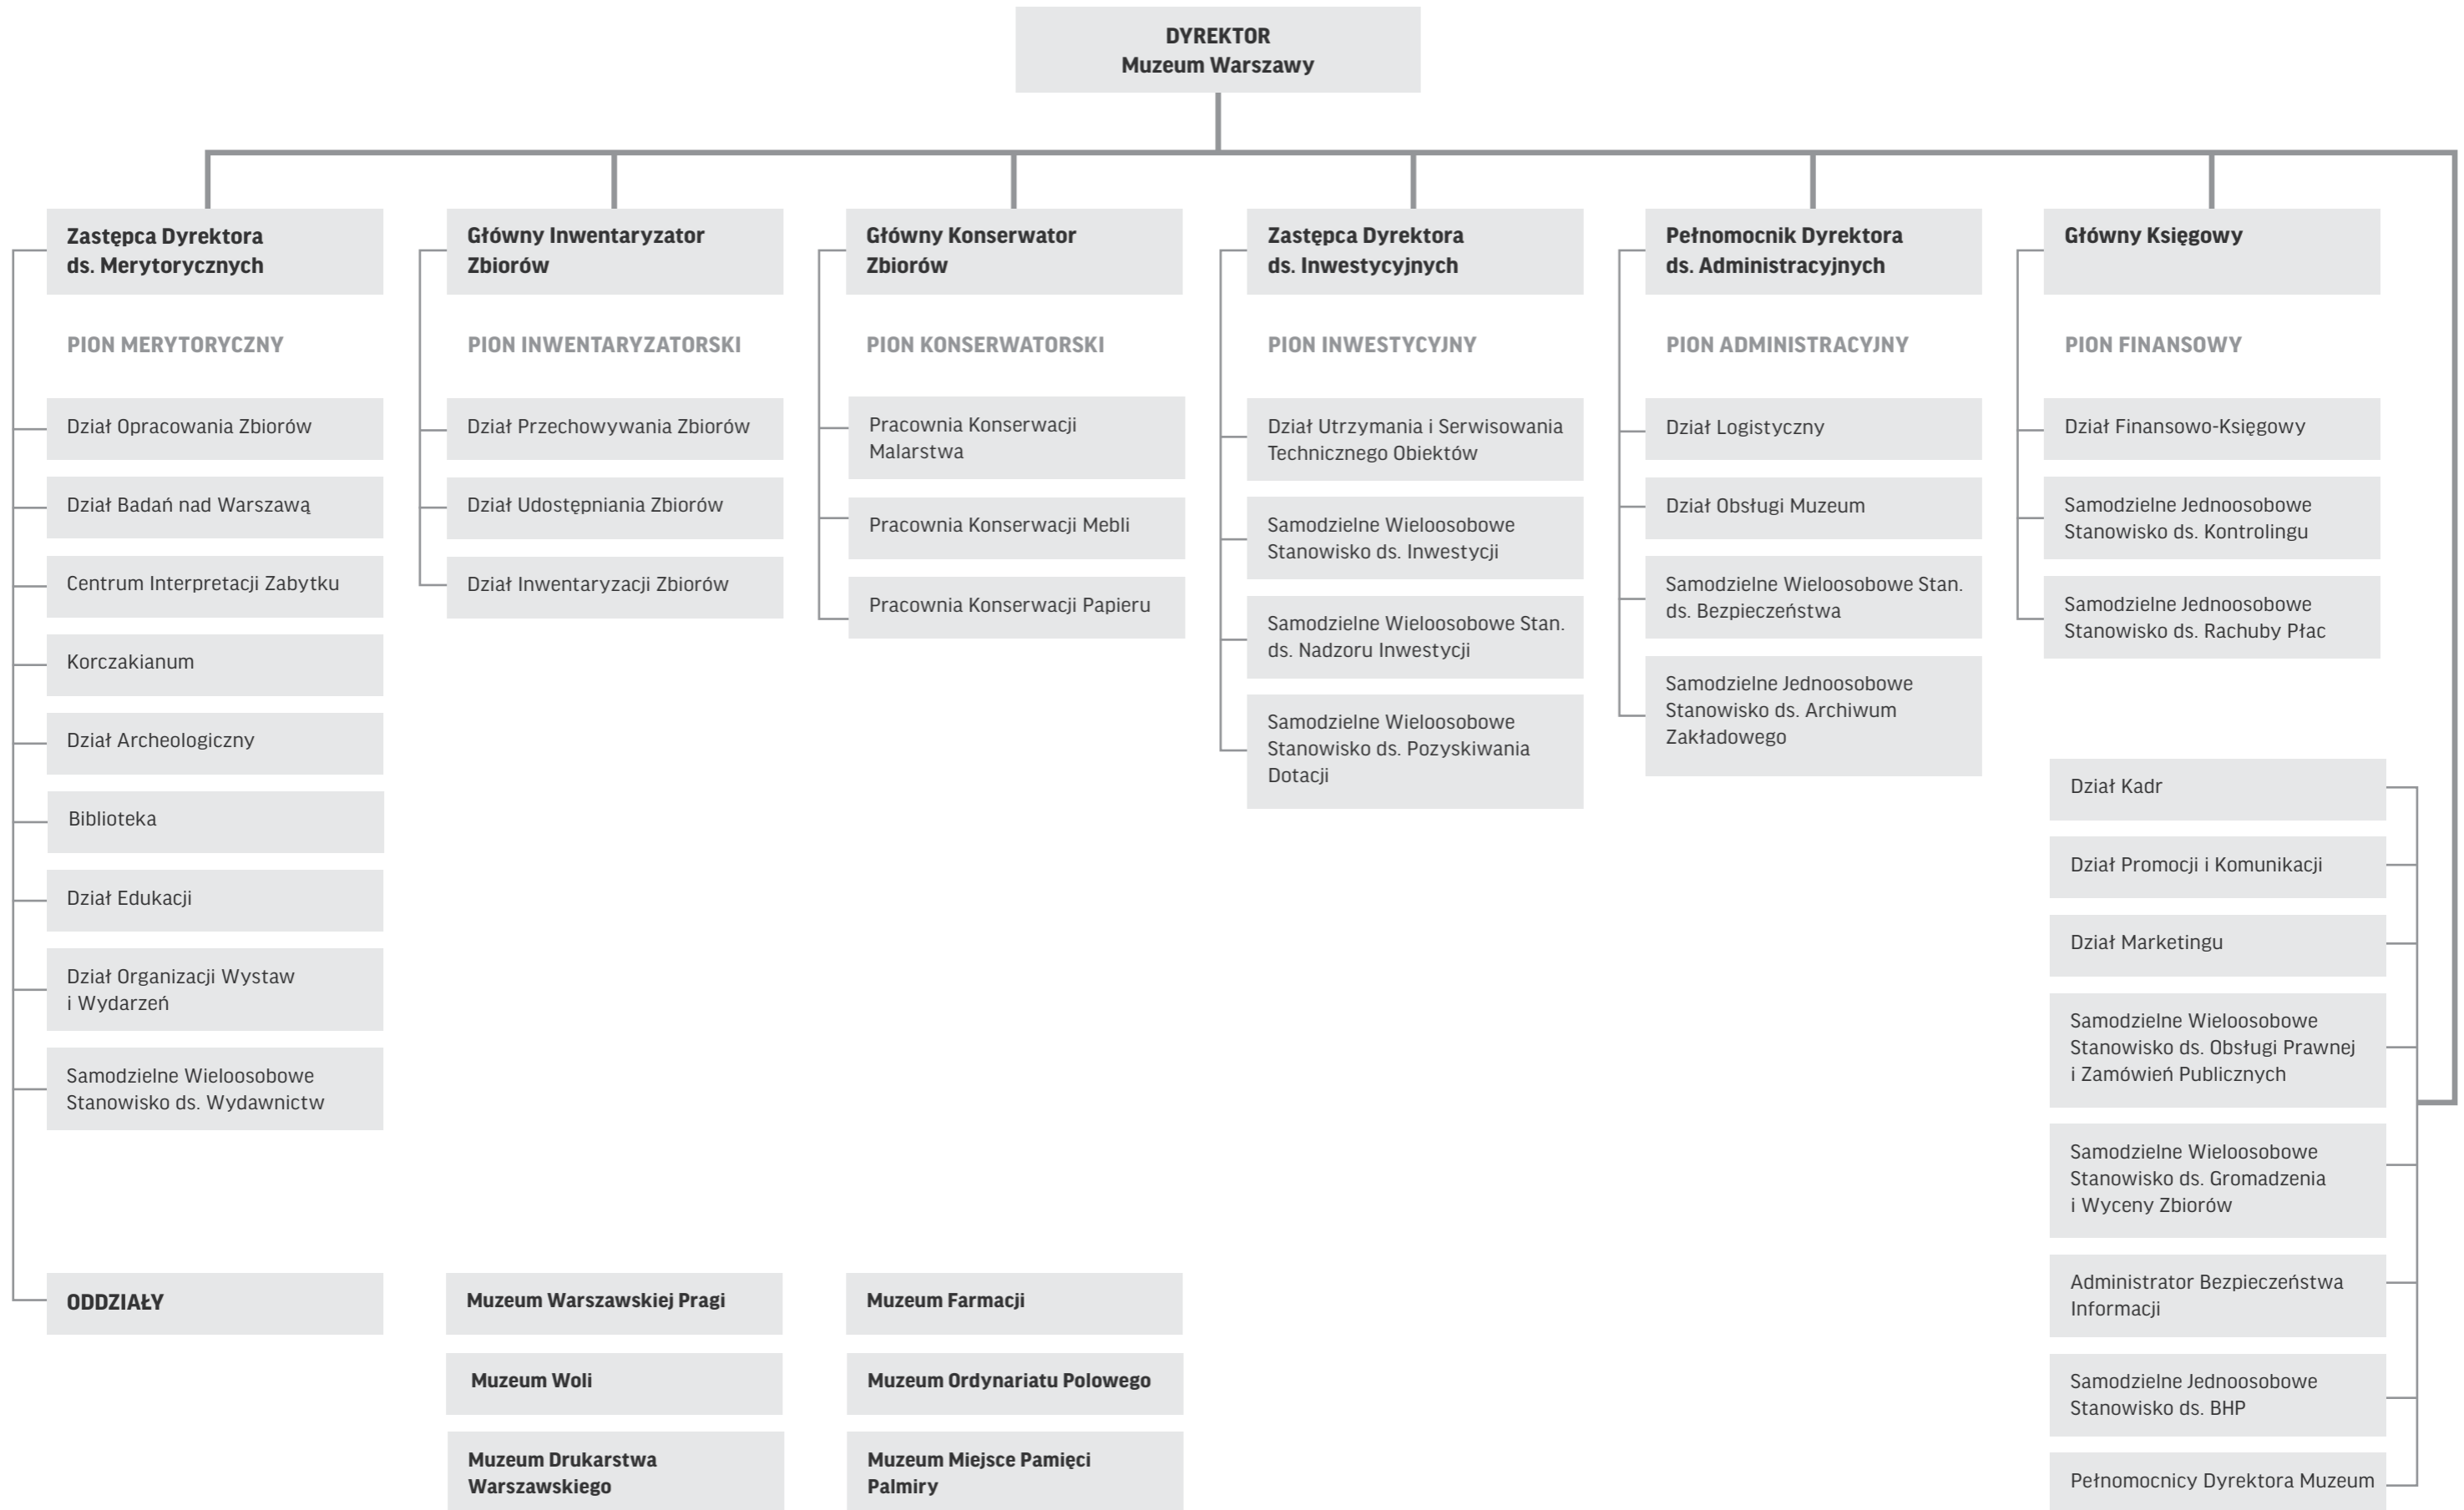 DYREKTOR
Muzeum Warszawy
Zastępca Dyrektora
ds. Merytorycznych
PION MERYTORYCZNY
Dział Opracowania Zbiorów
Dział Badań nad Warszawą
Centrum Interpretacji Zabytku
Korczakianum
Dział Archeologiczny
Biblioteka
Dział Edukacji
Dział Organizacji Wystaw
i Wydarzeń
Samodzielne Wieloosobowe
Stanowisko ds. Wydawnictw
ODDZIAŁY
Główny Inwentaryzator
Zbiorów
PION INWENTARYZATORSKI
Dział Przechowywania Zbiorów
Dział Udostępniania Zbiorów
Dział Inwentaryzacji Zbiorów
Muzeum Warszawskiej Pragi
Muzeum Woli
Muzeum Drukarstwa
Warszawskiego
Główny Konserwator
Zbiorów
PION KONSERWATORSKI
Pracownia Konserwacji
Malarstwa
Pracownia Konserwacji Mebli
Pracownia Konserwacji Papieru
Muzeum Farmacji
Muzeum Ordynariatu Polowego
Muzeum Miejsce Pamięci
Palmiry
Zastępca Dyrektora
ds. Inwestycyjnych
PION INWESTYCYJNY
Dział Utrzymania i Serwisowania
Technicznego Obiektów
Samodzielne Wieloosobowe
Stanowisko ds. Inwestycji
Samodzielne Wieloosobowe Stan.
ds. Nadzoru Inwestycji
Samodzielne Wieloosobowe
Stanowisko ds. Pozyskiwania
Dotacji
Pełnomocnik Dyrektora
ds. Administracyjnych
PION ADMINISTRACYJNY
Dział Logistyczny
Dział Obsługi Muzeum
Samodzielne Wieloosobowe Stan.
ds. Bezpieczeństwa
Samodzielne Jednoosobowe
Stanowisko ds. Archiwum
Zakładowego
Główny Księgowy
PION FINANSOWY
Dział Finansowo-Księgowy
Samodzielne Jednoosobowe
Stanowisko ds. Kontrolingu
Samodzielne Jednoosobowe
Stanowisko ds. Rachuby Płac
Dział Kadr
Dział Promocji i Komunikacji
Dział Marketingu
Samodzielne Wieloosobowe
Stanowisko ds. Obsługi Prawnej
i Zamówień Publicznych
Samodzielne Wieloosobowe
Stanowisko ds. Gromadzenia
i Wyceny Zbiorów
Administrator Bezpieczeństwa
Informacji
Samodzielne Jednoosobowe
Stanowisko ds. BHP
Pełnomocnicy Dyrektora Muzeum